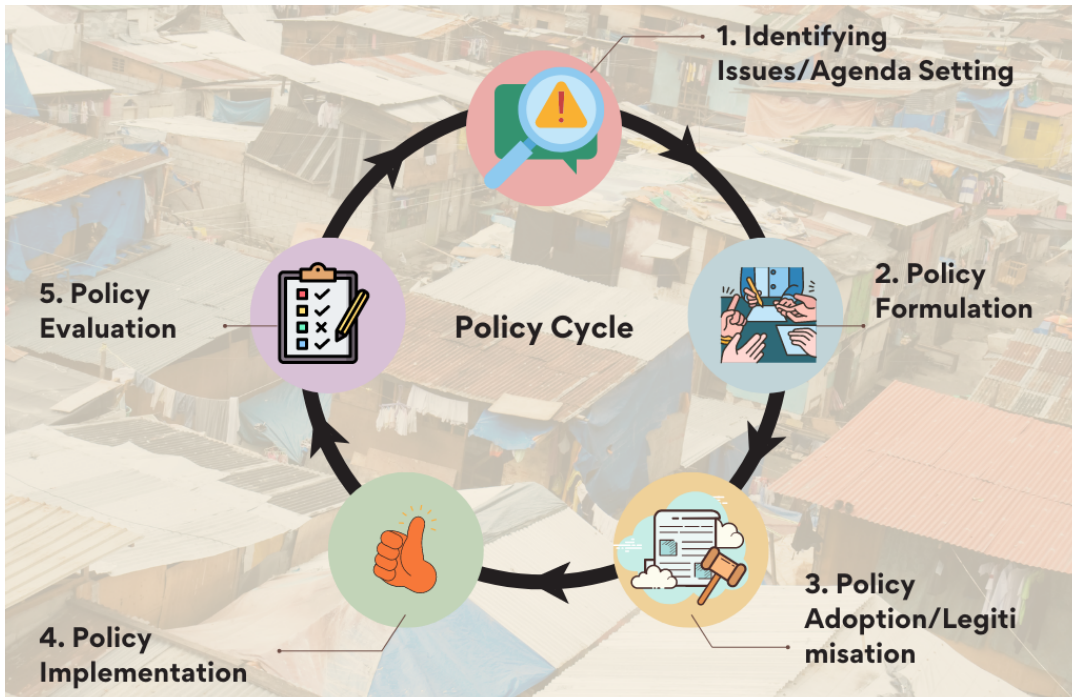 1. Identifying
Issues/Agenda Setting
2. Policy
Formulation
Policy Cycle
5. Policy
Evaluation
3. Policy
Adoption/Legiti
misation
4. Policy
Implementation